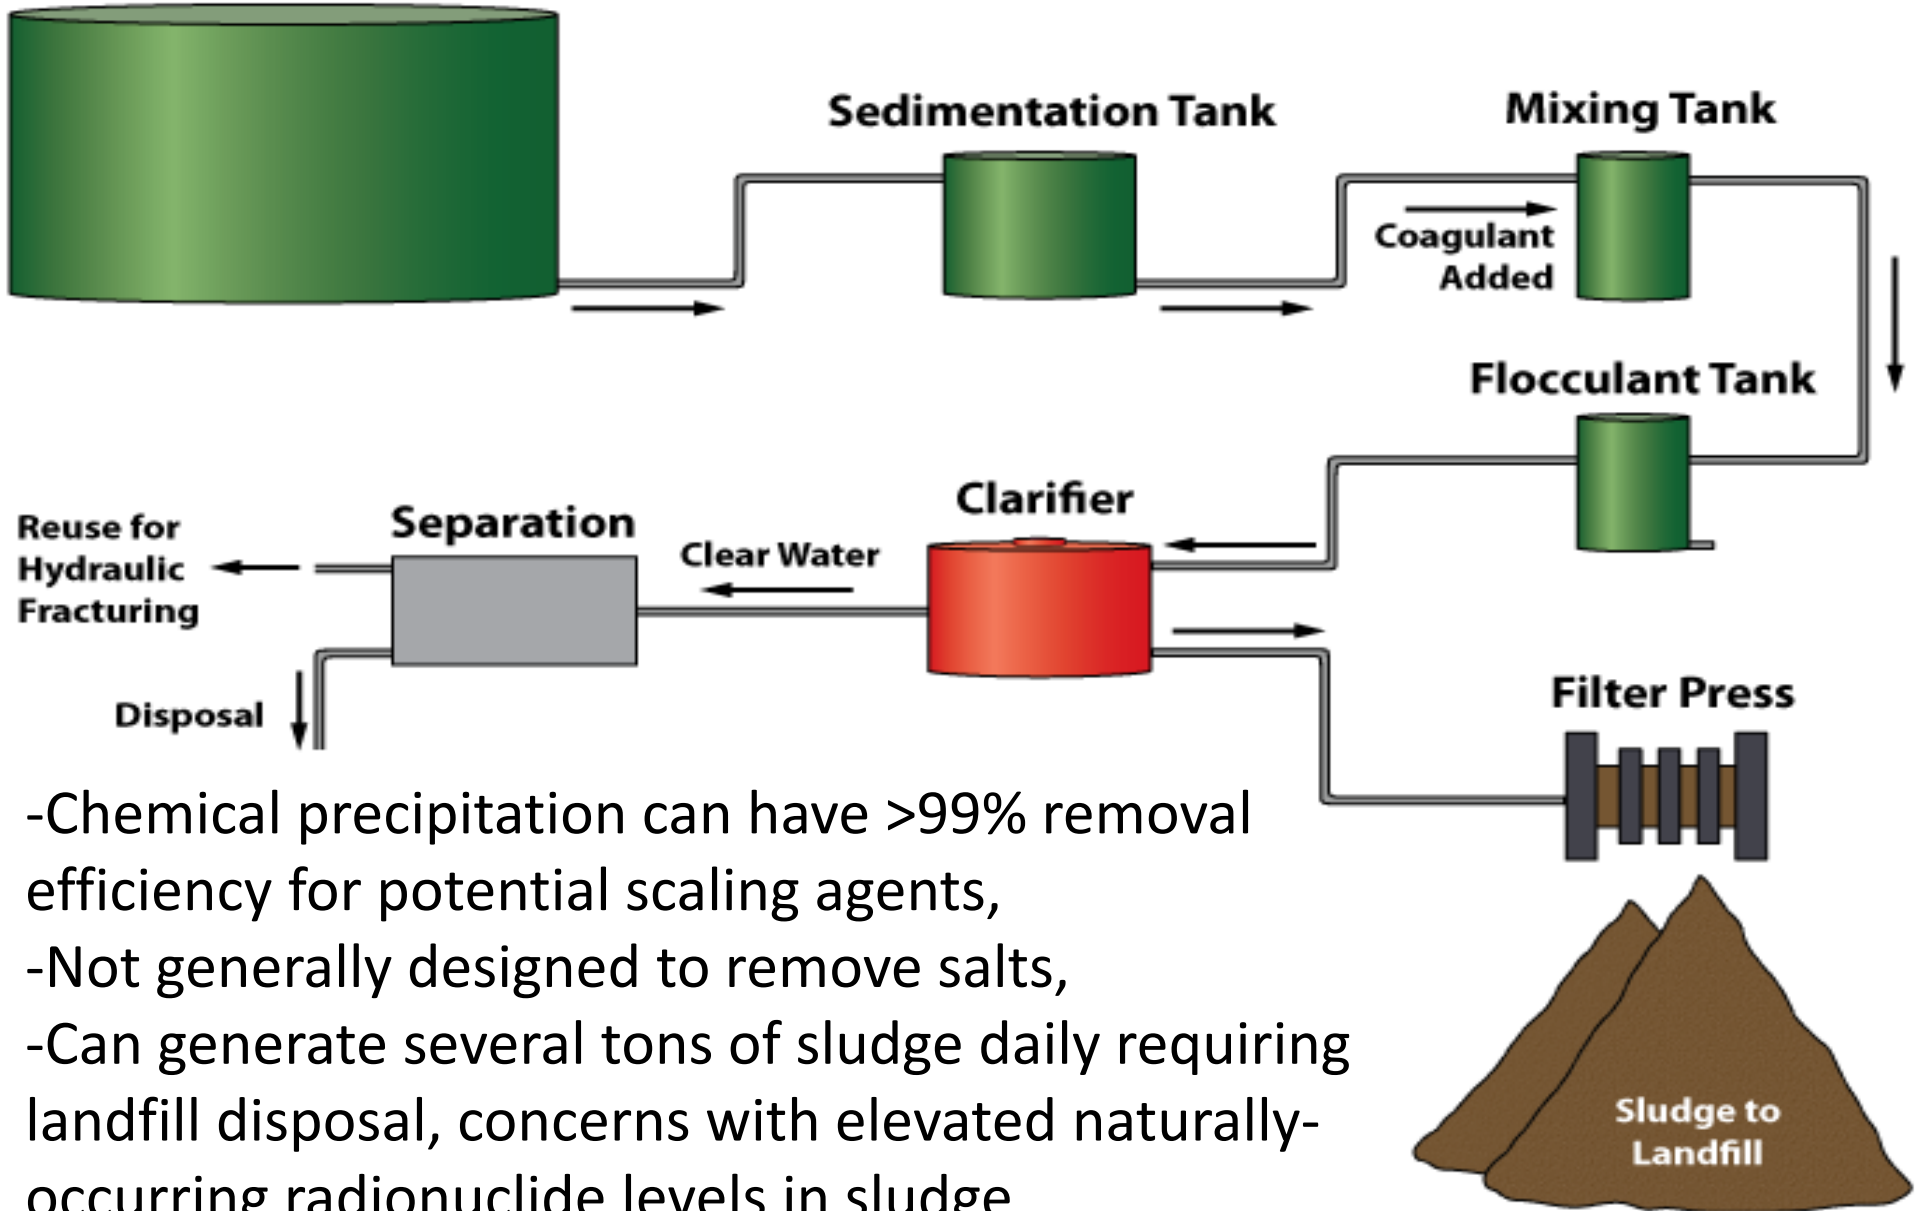 Sedimentation Tank
Mixing Tank
Coagulant
Added
Flocculant Tank
Clarifier
Separation
Clear Water
Reuse for
Hydraulic
Fracturing
Disposal
Filter Press
-Chemical precipitation can have >99% removal
efficiency for potential scaling agents,
-Not generally designed to remove salts,
-Can generate several tons of sludge daily requiring
landfill disposal, concerns with elevated naturally-
occurring radionuclide levels in sludge
Sludge to
Landfill